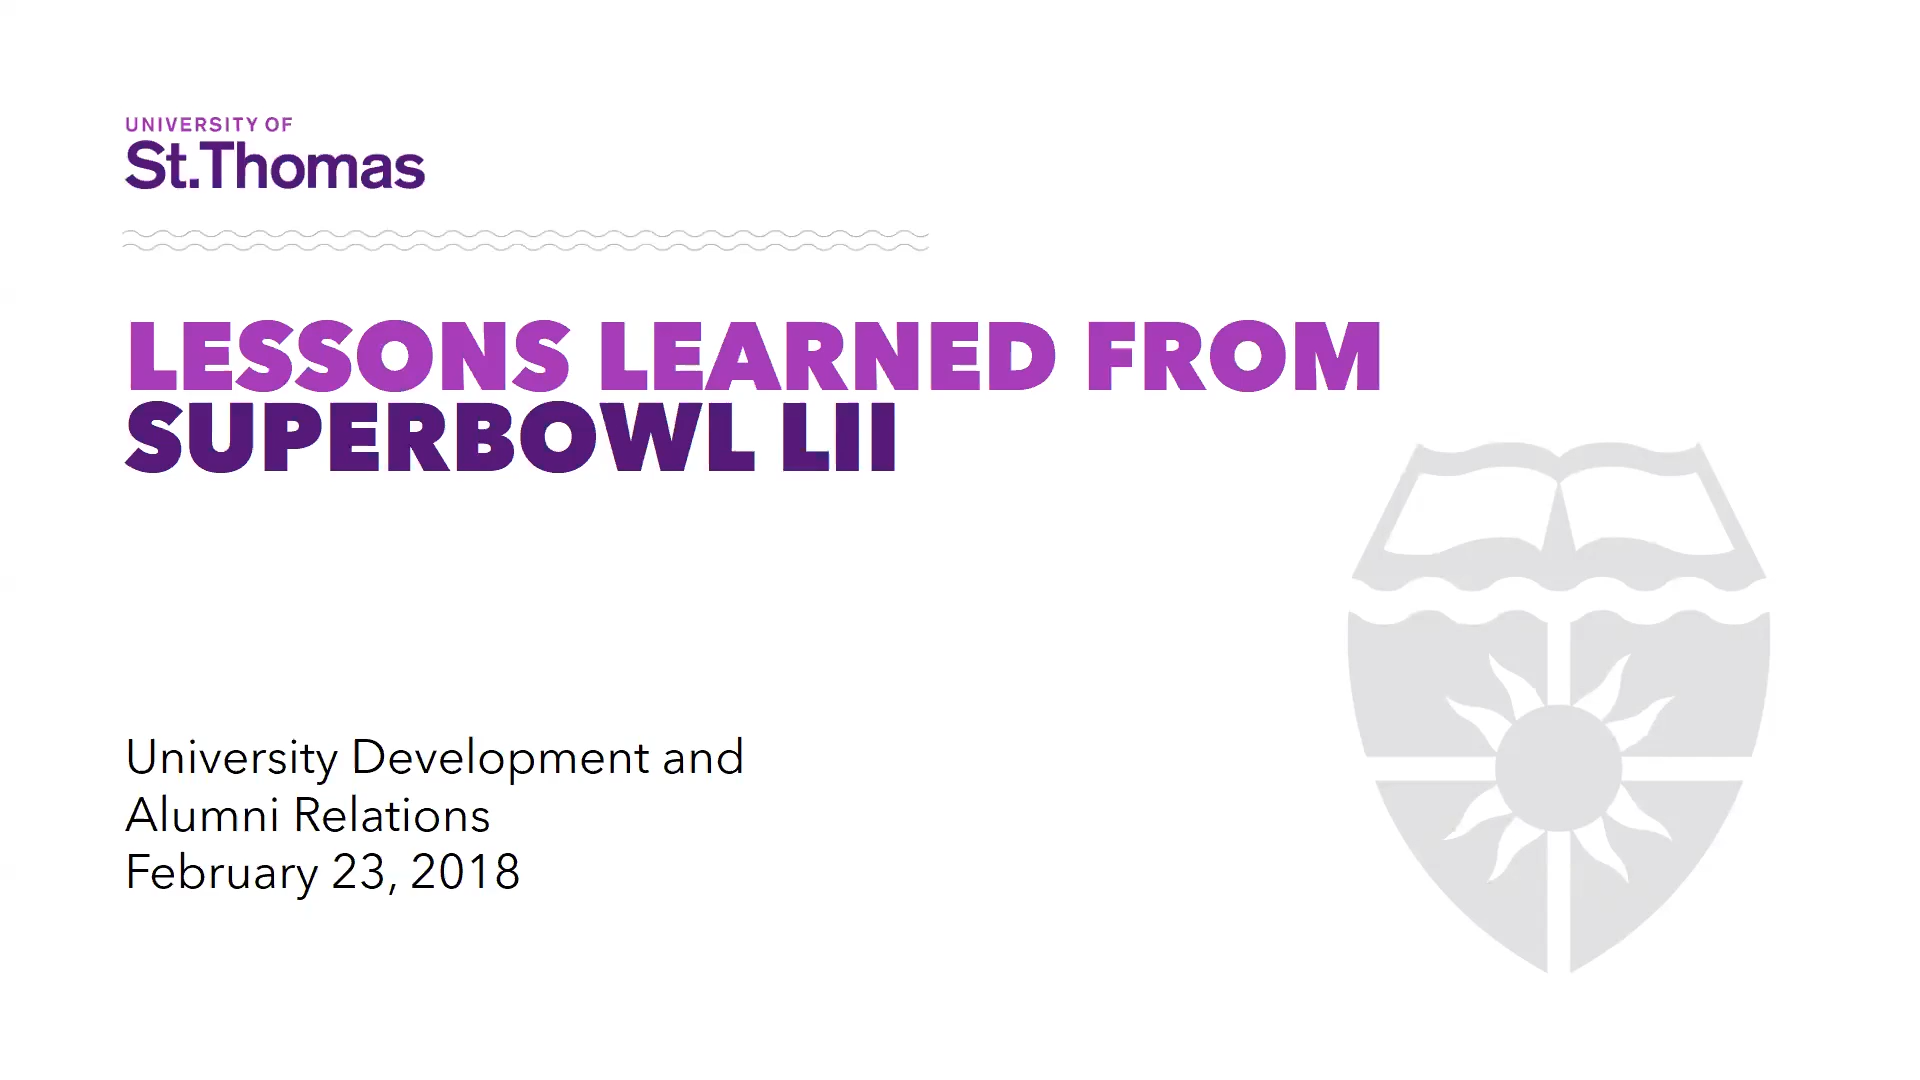 UNIVERSITY OF
St.Thomas
LESSONS LEARNED FROM
SUPERBOWL LII
University Development and
Alumni Relations
February 23, 2018